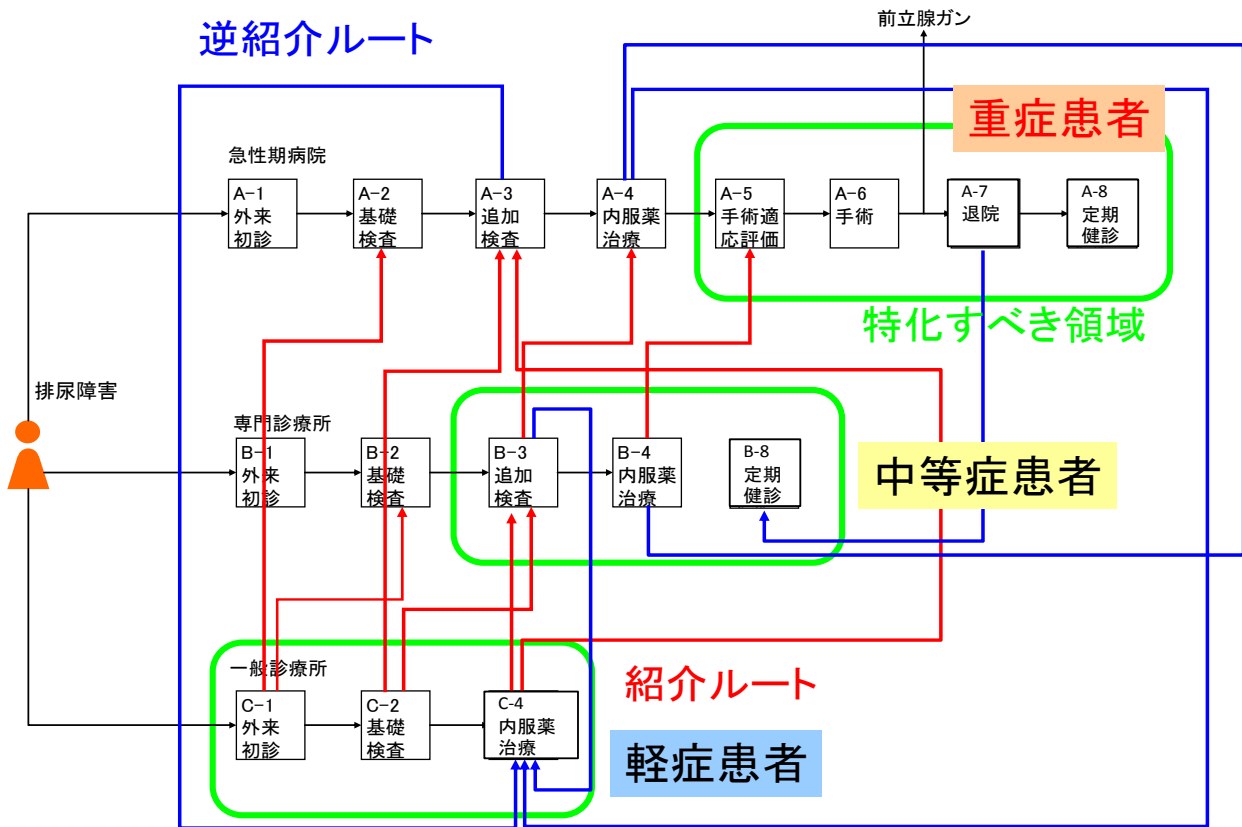 前立腺ガン
逆紹介ルート
重症患者
急性期病院
A-1
外来
初診
A-2
基礎
検査
A-3
追加
検査
A-4
内服薬
治療
A-5
手術適
応評価
A-6
手術
A-7
退院
A-8
定期
健診
特化すべき領域
排尿障害
専門診療所
B-1
外来
初診
B-2
基礎
検査
B-3
追加
検査
B-4
内服薬
治療
B-8
定期
健診
中等症患者
一般診療所
C-1
外来
初診
C-2
基礎
検査
C-4
内服薬
治療
紹介ルート
軽症患者